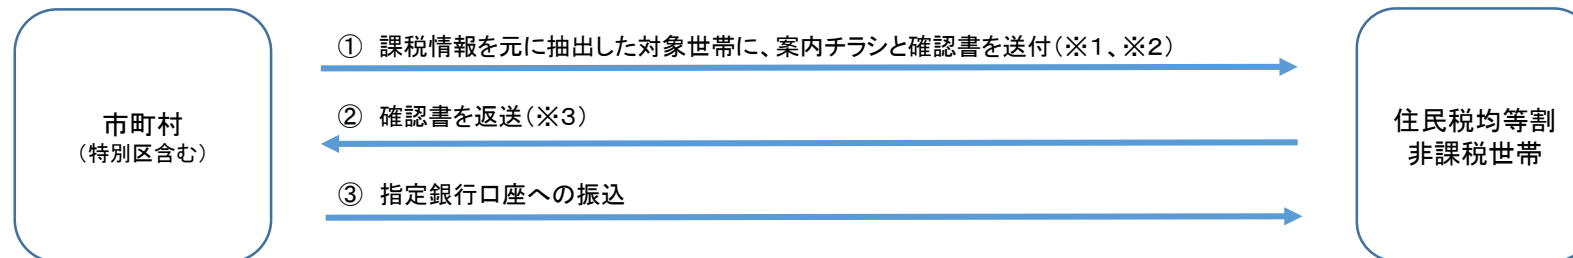 ① 課税情報を元に抽出した対象世帯に、案内チラシと確認書を送付(※1、※2)
② 確認書を返送(※3)
③ 指定銀行口座への振込
市町村
(特別区含む)
住民税均等割
非課税世帯